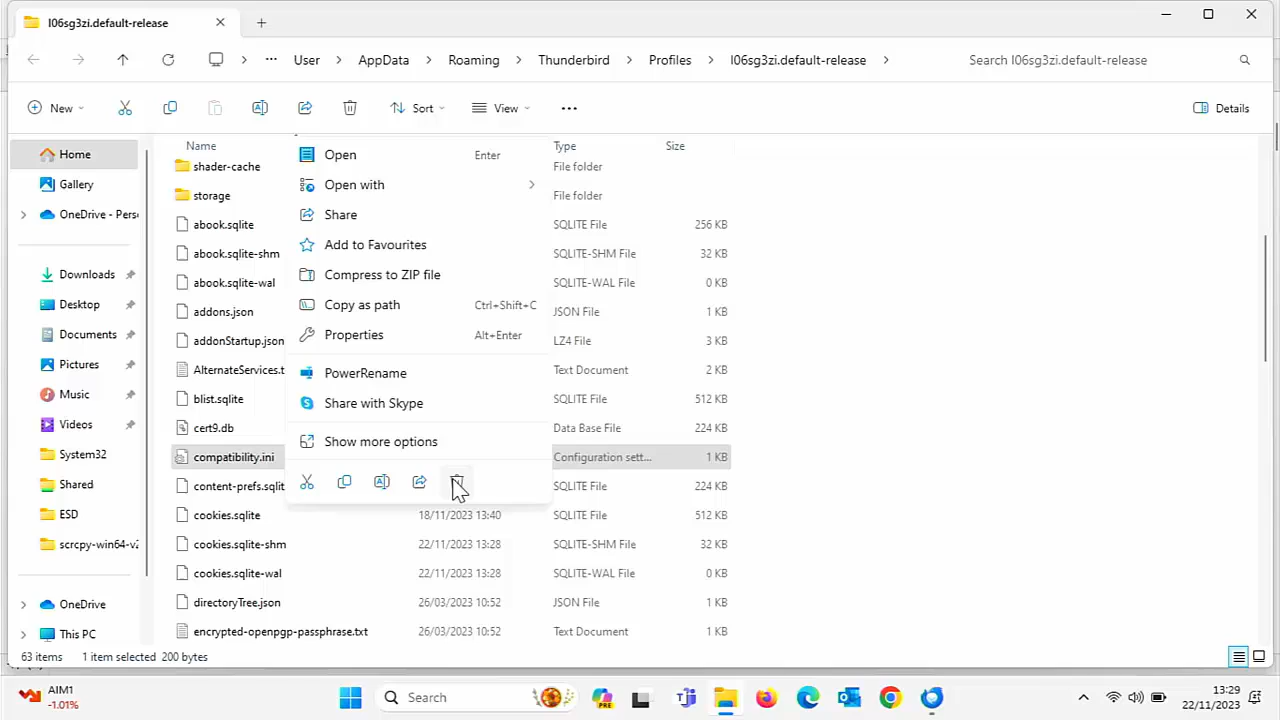 l06sg3zi.default-release
User
AppData
Roaming
Thunderbird
Profiles
l06sg3zi.default-release
Search l06sg3zi.default-release
New
Sort
View
Details
Home
Gallery
OneDrive - Pers
Downloads
Desktop
Documents
Pictures
Music
Videos
System32
Shared
ESD
scrcpy-win64-v2
OneDrive
This PC
Name Type Size
shader-cache File folder
storage File folder
abook.sqlite SQLITE File 256 KB
abook.sqlite-shm SQLITE-SHM File 32 KB
abook.sqlite-wal SQLITE-WAL File 0 KB
addons.json JSON File 1 KB
addonStartup.json LZ4 File 3 KB
AlternateServices.t Text Document 2 KB
blist.sqlite SQLITE File 512 KB
cert9.db Data Base File 224 KB
compatibility.ini Configuration sett... 1 KB
content-prefs.sqlit SQLITE File 224 KB
cookies.sqlite 18/11/2023 13:40 SQLITE File 512 KB
cookies.sqlite-shm 22/11/2023 13:28 SQLITE-SHM File 32 KB
cookies.sqlite-wal 22/11/2023 13:28 SQLITE-WAL File 0 KB
directoryTree.json 26/03/2023 10:52 JSON File 1 KB
encrypted-openpgp-passphrase.txt 26/03/2023 10:52 Text Document 1 KB
Open Enter
Open with
Share
Add to Favourites
Compress to ZIP file
Copy as path Ctrl+Shift+C
Properties Alt+Enter
PowerRename
Share with Skype
Show more options
63 items 1 item selected 200 bytes
AIM1
-1.01%
Search
PRE
13:29
22/11/2023